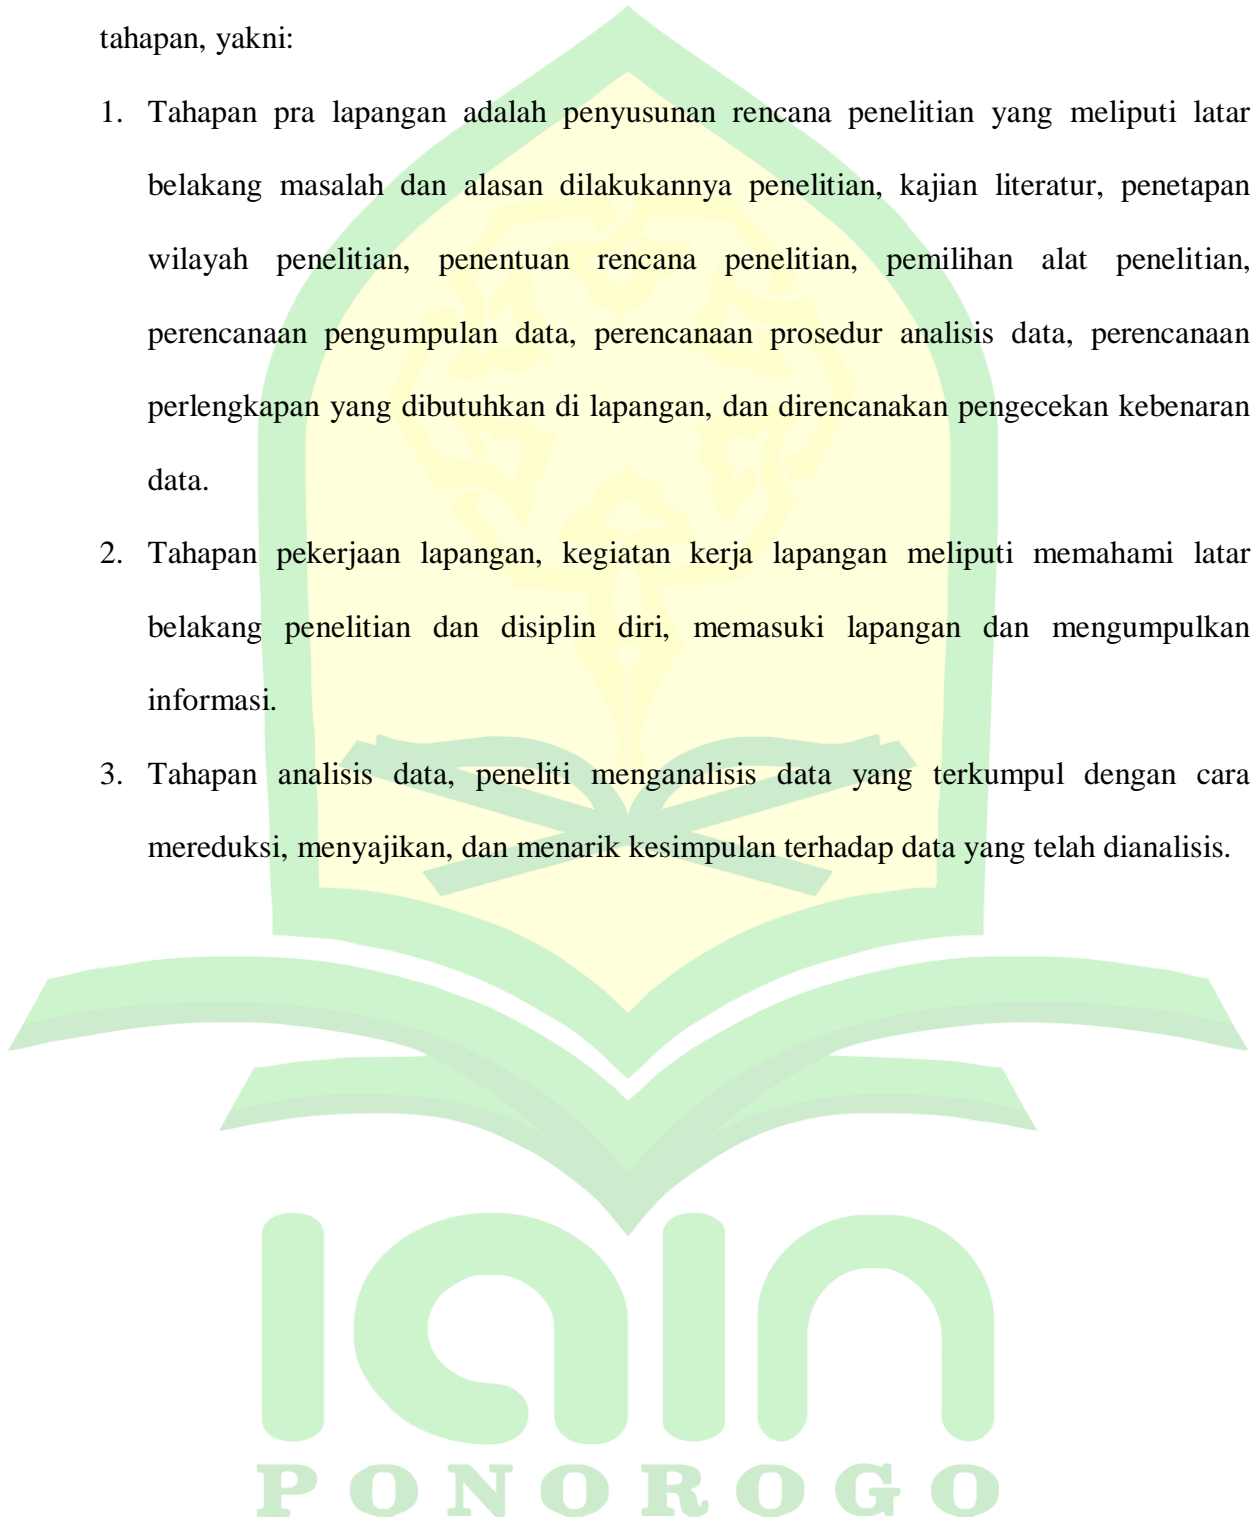 tahapan, yakni:
1. Tahapan pra lapangan adalah penyusunan rencana penelitian yang meliputi latar
belakang masalah dan alasan dilakukannya penelitian, kajian literatur, penetapan
wilayah penelitian, penentuan rencana penelitian, pemilihan alat penelitian,
perencanaan pengumpulan data, perencanaan prosedur analisis data, perencanaan
perlengkapan yang dibutuhkan di lapangan, dan direncanakan pengecekan kebenaran
data.
2. Tahapan pekerjaan lapangan, kegiatan kerja lapangan meliputi memahami latar
belakang penelitian dan disiplin diri, memasuki lapangan dan mengumpulkan
informasi.
3. Tahapan analisis data, peneliti menganalisis data yang terkumpul dengan cara
mereduksi, menyajikan, dan menarik kesimpulan terhadap data yang telah dianalisis.
iain
PONOROGO